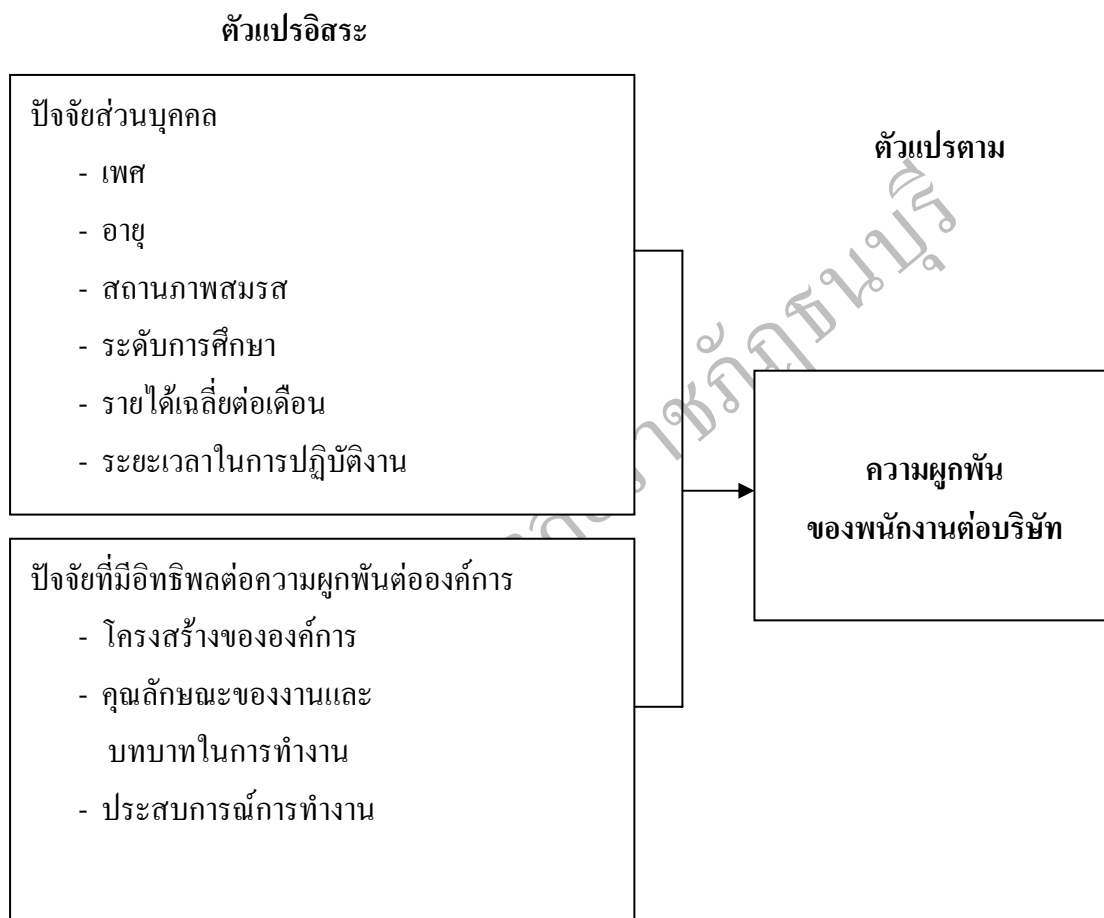 ตัวแปรอิสระ
ปัจจัยส่วนบุคคล
- เพศ
- อายุ
- สถานภาพสมรส
- ระดับการศึกษา
- รายได้เฉลี่ยต่อเดือน
- ระยะเวลาในการปฏิบัติงาน
ปัจจัยที่มีอิทธิพลต่อความผูกพันต่อองค์การ
- โครงสร้างขององค์การ
- คุณลักษณะของงานและ
บทบาทในการทำงาน
- ประสบการณ์การทำงาน
ตัวแปรตาม
ความผูกพัน
ของพนักงานต่อบริษัท
ราชภัฏธนบุรี